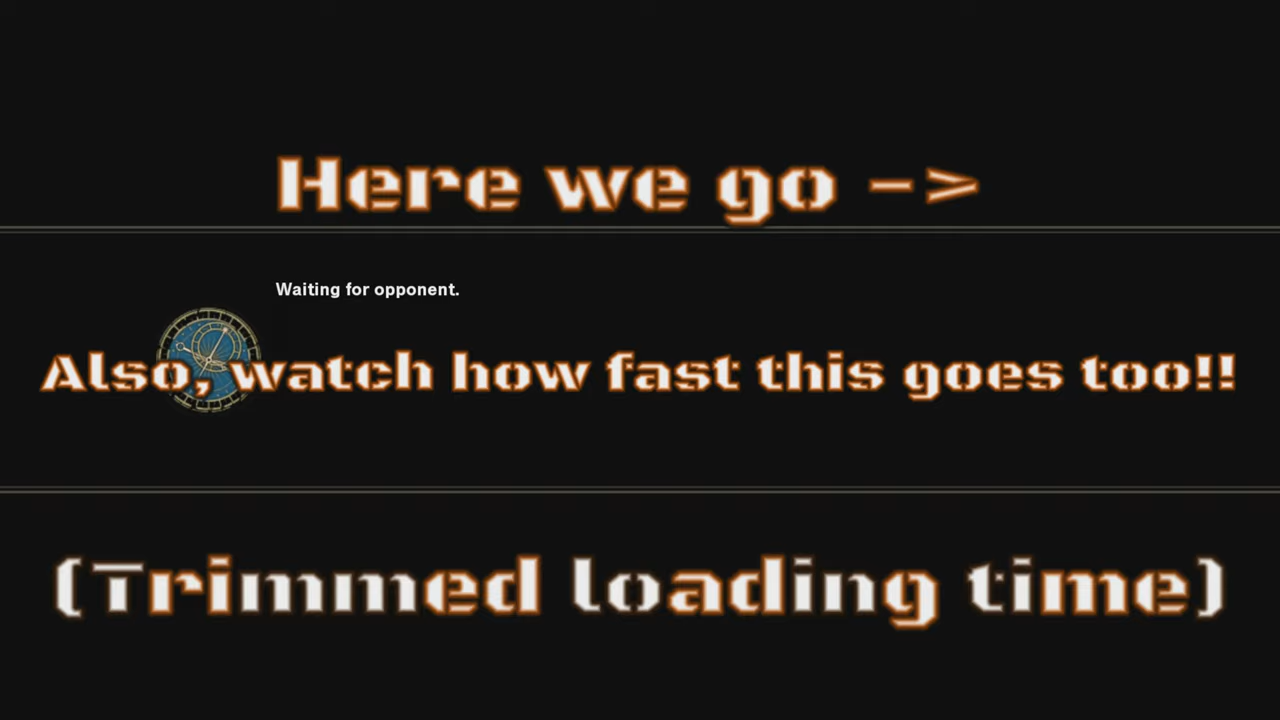 Here we go ->
Waiting for opponent.
Also, watch how fast this goes too!!
(Trimmed loading time)